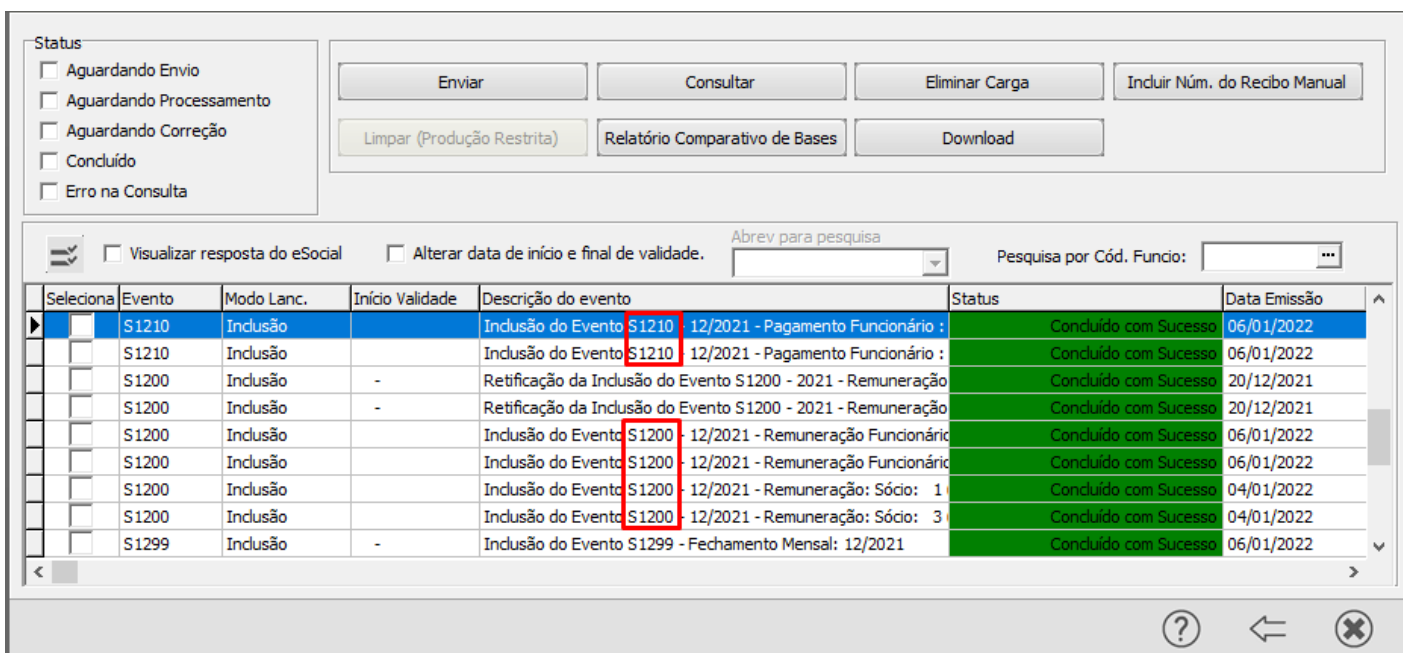 Status
Aguardando Envio
Aguardando Processamento
Aguardando Correção
Concluído
Erro na Consulta
Enviar Consultar Eliminar Carga Incluir Núm. do Recibo Manual
Limpar (Produção Restrita) Relatório Comparativo de Bases Download
Visualizar resposta do eSocial Alterar data de início e final de validade. Abrev para pesquisa Pesquisa por Cód. Funcio: ...
Seleciona Evento Modo Lanc. Início Validade Descrição do evento Status Data Emissão
S1210 Inclusão Inclusão do Evento S1210 - 12/2021 - Pagamento Funcionário : Concluído com Sucesso 06/01/2022
S1210 Inclusão Inclusão do Evento S1210 - 12/2021 - Pagamento Funcionário : Concluído com Sucesso 06/01/2022
S1200 Inclusão - Retificação da Inclusão do Evento S1200 - 2021 - Remuneração Concluído com Sucesso 20/12/2021
S1200 Inclusão - Retificação da Inclusão do Evento S1200 - 2021 - Remuneração Concluído com Sucesso 20/12/2021
S1200 Inclusão Inclusão do Evento S1200 - 12/2021 - Remuneração Funcionáric Concluído com Sucesso 06/01/2022
S1200 Inclusão Inclusão do Evento S1200 - 12/2021 - Remuneração Funcionáric Concluído com Sucesso 06/01/2022
S1200 Inclusão Inclusão do Evento S1200 - 12/2021 - Remuneração: Sócio: 1 Concluído com Sucesso 04/01/2022
S1200 Inclusão Inclusão do Evento S1200 - 12/2021 - Remuneração: Sócio: 3 Concluído com Sucesso 04/01/2022
S1299 Inclusão - Inclusão do Evento S1299 - Fechamento Mensal: 12/2021 Concluído com Sucesso 06/01/2022